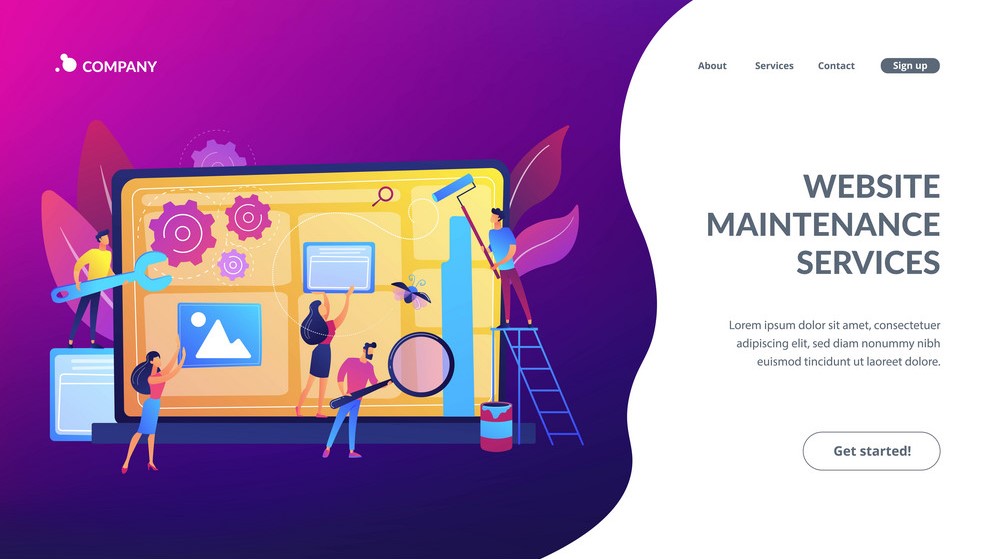 COMPANY
About
Services
Contact
Sign up
WEBSITE
MAINTENANCE
SERVICES
Lorem ipsum dolor sit amet, consectetuer
adipiscing elit, sed diam nonummy nibh
euismod tincidunt ut laoreet dolore.
Get started!